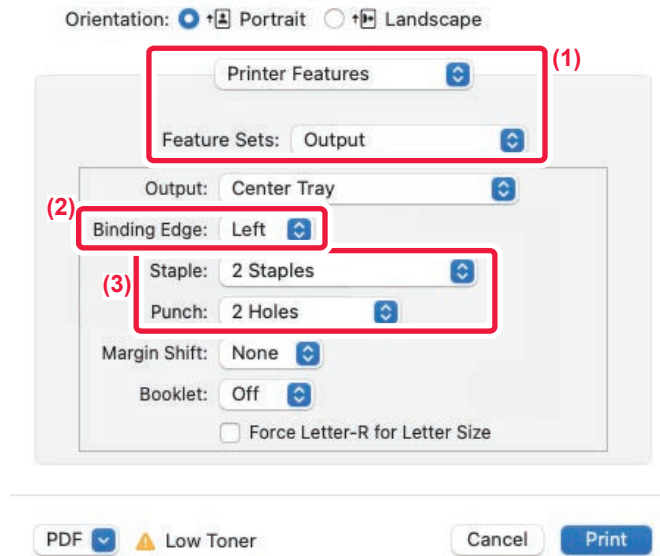 Orientation: Portrait Landscape
(1)
Printer Features
Feature Sets: Output
Output: Center Tray
(2)
Binding Edge: Left
(3)
Staple: 2 Staples
Punch: 2 Holes
Margin Shift: None
Booklet: Off
Force Letter-R for Letter Size
PDF Low Toner Cancel Print